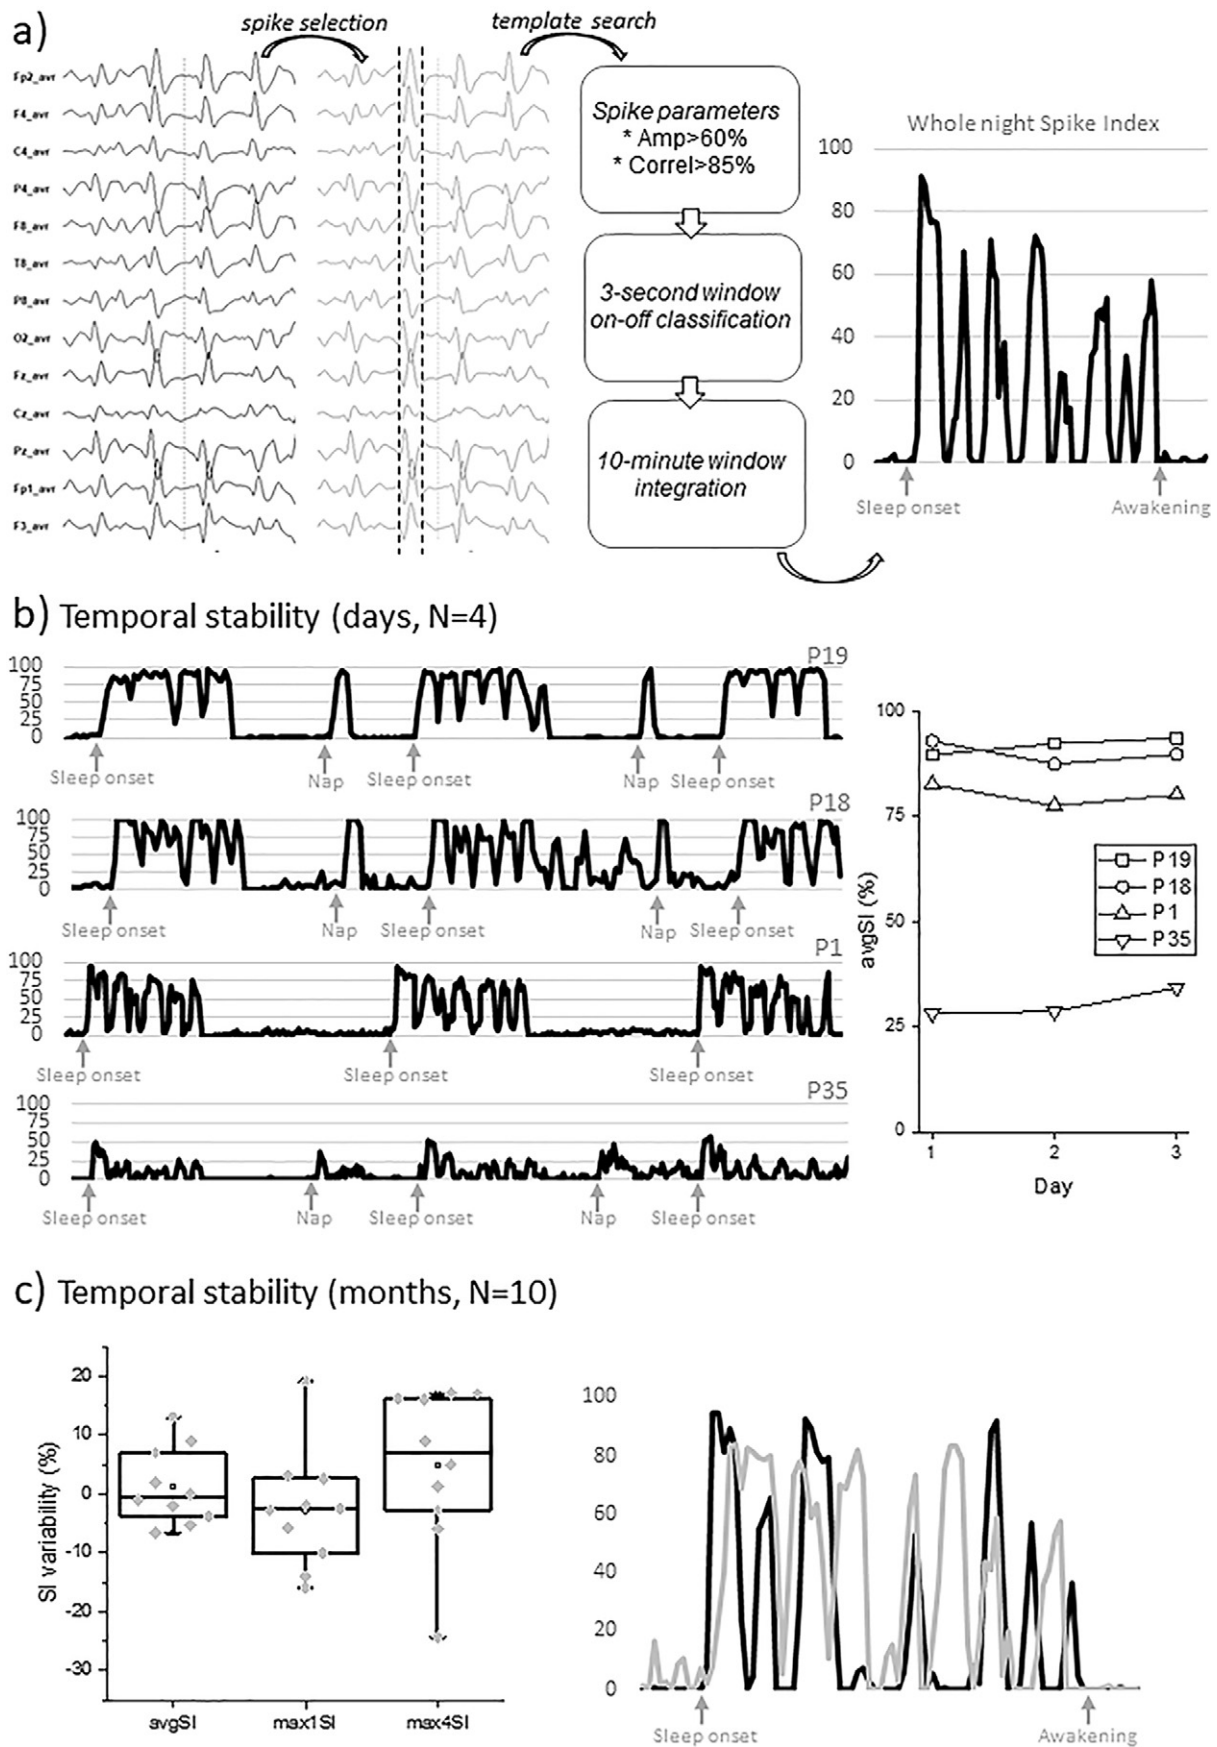 a)
spike selection
template search
Fp2_avr
F4_avr
C4_avr
P4_avr
F8_avr
T8_avr
P8_avr
O2_avr
Fz_avr
Cz_avr
Pz_avr
Fp1_avr
F3_avr
Spike parameters
* Amp>60%
* Correl>85%
3-second window
on-off classification
10-minute window
integration
Whole night Spike Index
100
80
60
40
20
0
Sleep onset
Awakening
b) Temporal stability (days, N=4)
P19
100
75
50
25
0
Sleep onset
Nap
Sleep onset
Nap
Sleep onset
P18
100
75
50
25
0
Sleep onset
Nap
Sleep onset
Nap
Sleep onset
P1
100
75
50
25
0
Sleep onset
Sleep onset
Sleep onset
P35
100
75
50
25
0
Sleep onset
Nap
Sleep onset
Nap
Sleep onset
avgSI (%)
100
75
50
25
0
P19
P18
P1
P35
1
2
3
Day
c) Temporal stability (months, N=10)
SI variability (%)
20
10
0
-10
-20
-30
avgSI
max1SI
max4SI
100
80
60
40
20
0
Sleep onset
Awakening